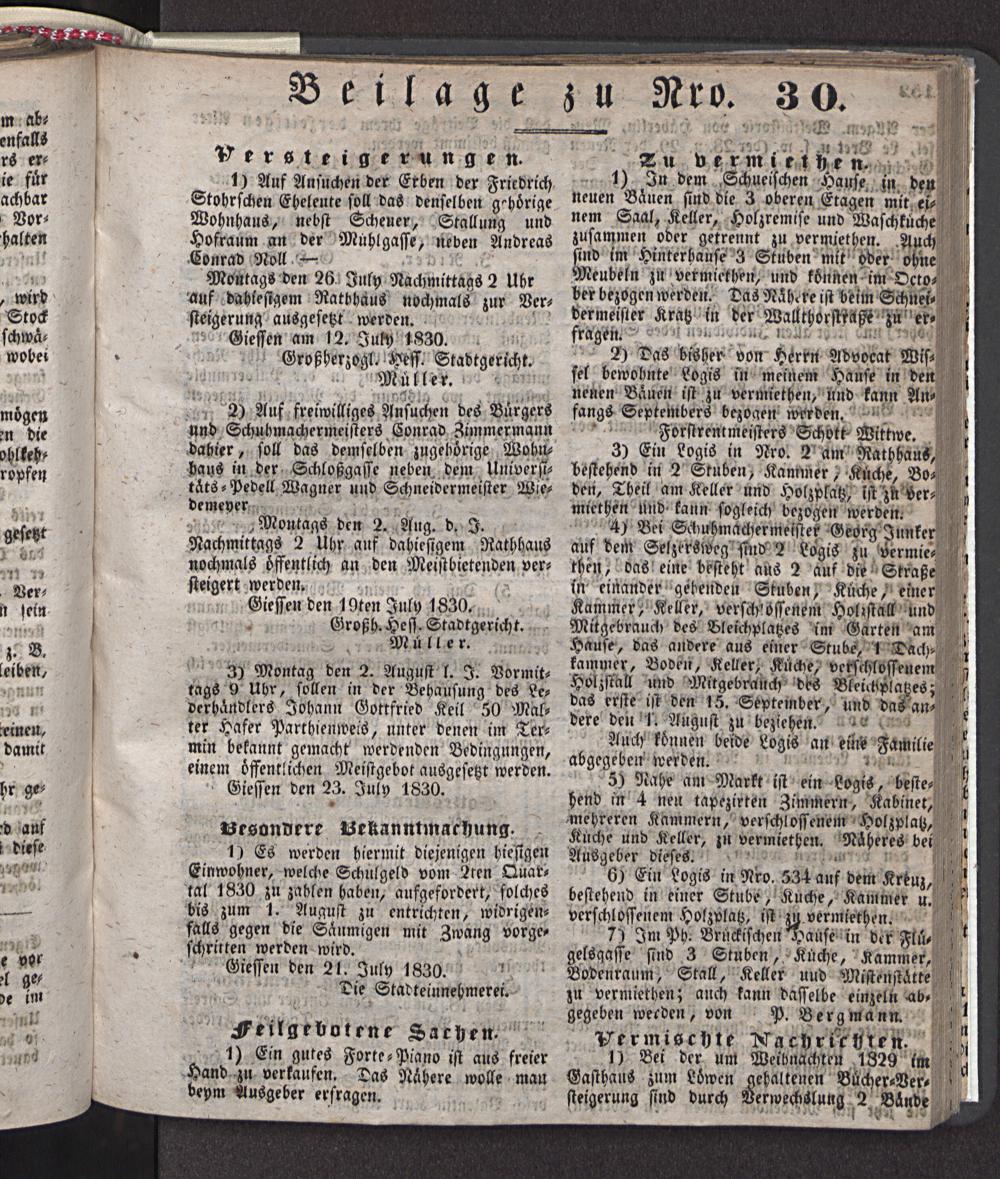 Beilage zu Nro. 30.
Versteigerungen.
1) Auf Ansuchen der Erben der Friedrich
Stohrschen Eheleute soll das denselben gehörige
Wohnhaus, nebst Scheuer, Stallung und
Hofraum an der Mühlgasse, neben Andreas
Conrad Noll —
Montags den 26. July Nachmittags 2 Uhr
auf dahiesigem Rathhaus nochmals zur Ver-
steigerung ausgesetzt werden.
Giessen am 12. July 1830.
Großherzogl. Hess. Stadtgericht.
Müller.
2) Auf freiwilliges Ansuchen des Bürgers
und Schuhmachermeisters Conrad Zimmermann
dahier, soll das demselben zugehörige Wohn-
haus in der Schloßgasse neben dem Universi-
täts-Pedell Wagner und Schneidermeister Wie-
demeyer
Montags den 2. Aug. d. J.
Nachmittags 2 Uhr auf dahiesigem Rathhaus
nochmals öffentlich an den Meistbietenden ver-
steigert werden.
Giessen den 19ten July 1830.
Großh. Hess. Stadtgericht.
Müller.
3) Montag den 2. August l. J. Vormit-
tags 9 Uhr, sollen in der Behausung des Le-
derhändlers Johann Gottfried Keil 50 Mal-
ter Hafer Parthienweis, unter denen im Ter-
min bekannt gemacht werdenden Bedingungen,
einem öffentlichen Meistgebot ausgesetzt werden.
Giessen den 23. July 1830.
Besondere Bekanntmachung.
1) Es werden hiermit diejenigen hiesigen
Einwohner, welche Schulgeld vom 2ten Quar-
tal 1830 zu zahlen haben, aufgefordert, solches
bis zum 1. August zu entrichten, widrigen-
falls gegen die Säumigen mit Zwang vorge-
schritten werden wird.
Giessen den 21. July 1830.
Die Stadteinnehmerei.
Feilgebotene Sachen.
1) Ein gutes Forte-Piano ist aus freier
Hand zu verkaufen. Das Nähere wolle man
beym Ausgeber erfragen.
Zu vermiethen.
1) In dem Schueischen Hause in den
neuen Bäuen sind die 3 oberen Etagen mit ei-
nem Saal, Keller, Holzremise und Waschküche
zusammen oder getrennt zu vermiethen. Auch
sind im Hinterhause 3 Stuben mit oder ohne
Meubeln zu vermiethen, und können im Octo-
ber bezogen werden. Das Nähere ist beim Schnei-
dermeister Kratz in der Wallthorstraße zu er-
fragen.
2) Das bisher von Herrn Advocat Wis-
sel bewohnte Logis in meinem Hause in den
neuen Bäuen ist zu vermiethen, und kann An-
fangs Septembers bezogen werden.
Forstrentmeisters Schott Wittwe.
3) Ein Logis in Nro. 2 am Rathhaus,
bestehend in 2 Stuben, Kammer, Küche, Bo-
den, Theil am Keller und Holzplatz, ist zu ver-
miethen und kann sogleich bezogen werden.
4) Bei Schuhmachermeister Georg Junker
auf dem Selzersweg sind 2 Logis zu vermie-
then, das eine besteht aus 2 auf die Straße
in einander gehenden Stuben, Küche, einer
Kammer, Keller, verschlossenem Holzstall und
Mitgebrauch des Bleichplatzes im Garten am
Hause, das andere aus einer Stube, 1 Dach-
kammer, Boden, Keller, Küche, verschlossenem
Holzstall und Mitgebrauch des Bleichplatzes;
das erste ist den 15. September, und das an-
dere den 1. August zu beziehen.
Auch können beide Logis an eine Familie
abgegeben werden.
5) Nahe am Markt ist ein Logis, beste-
hend in 4 neu tapezirten Zimmern, Kabinet,
mehreren Kammern, verschlossenem Holzplatz,
Küche und Keller, zu vermiethen. Näheres bei
Ausgeber dieses.
6) Ein Logis in Nro. 534 auf dem Kreuz,
bestehend in einer Stube, Küche, Kammer u.
verschlossenem Holzplatz, ist zu vermiethen.
7) Im Ph. Brückischen Hause in der Flü-
gelsgasse sind 3 Stuben, Küche, Kammer,
Bodenraum, Stall, Keller und Mistenstätte
zu vermiethen; auch kann dasselbe einzeln ab-
gegeben werden, von P. Bergmann.
Vermischte Nachrichten.
1) Bei der um Weihnachten 1829 im
Gasthaus zum Löwen gehaltenen Bücher-Ver-
steigerung sind durch Verwechslung 2 Bände